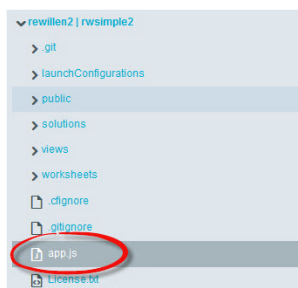 rewillen2 | rwsimple2
.git
launchConfigurations
public
solutions
views
worksheets
.cfignore
.gitignore
app.js
License.txt